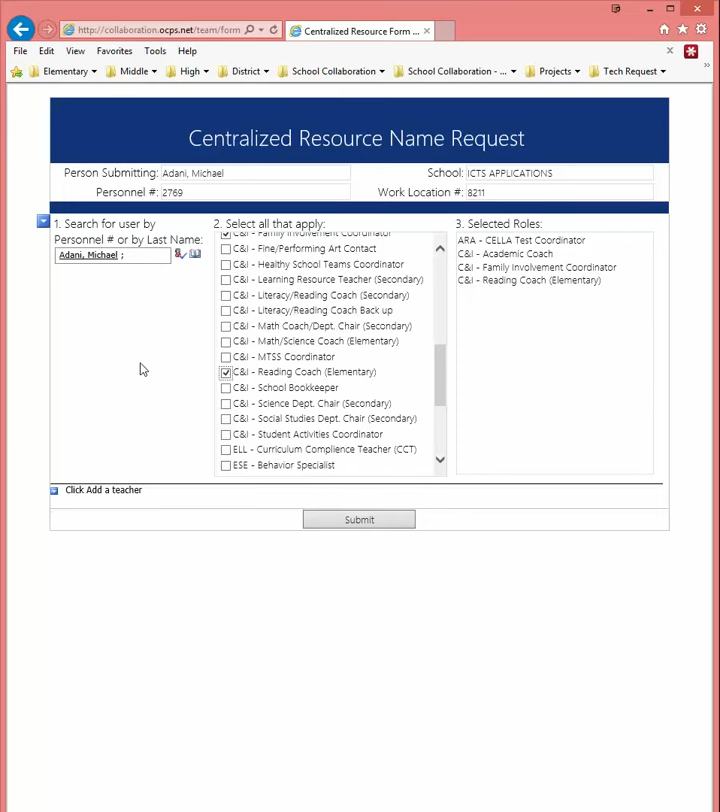 http://collaboration.ocps.net/team/form
Centralized Resource Form ...
File Edit View Favorites Tools Help
Elementary Middle High District School Collaboration School Collaboration - ... Projects Tech Request
Centralized Resource Name Request
Person Submitting: Adani, Michael School: ICTS APPLICATIONS
Personnel #: 2769 Work Location #: 8211
1. Search for user by
Personnel # or by Last Name:
Adani, Michael ;
2. Select all that apply:
C&I - Family Involvement Coordinator
C&I - Fine/Performing Art Contact
C&I - Healthy School Teams Coordinator
C&I - Learning Resource Teacher (Secondary)
C&I - Literacy/Reading Coach (Secondary)
C&I - Literacy/Reading Coach Back up
C&I - Math Coach/Dept. Chair (Secondary)
C&I - Math/Science Coach (Elementary)
C&I - MTSS Coordinator
C&I - Reading Coach (Elementary)
C&I - School Bookkeeper
C&I - Science Dept. Chair (Secondary)
C&I - Social Studies Dept. Chair (Secondary)
C&I - Student Activities Coordinator
ELL - Curriculum Complience Teacher (CCT)
ESE - Behavior Specialist
3. Selected Roles:
ARA - CELLA Test Coordinator
C&I - Academic Coach
C&I - Family Involvement Coordinator
C&I - Reading Coach (Elementary)
Click Add a teacher
Submit